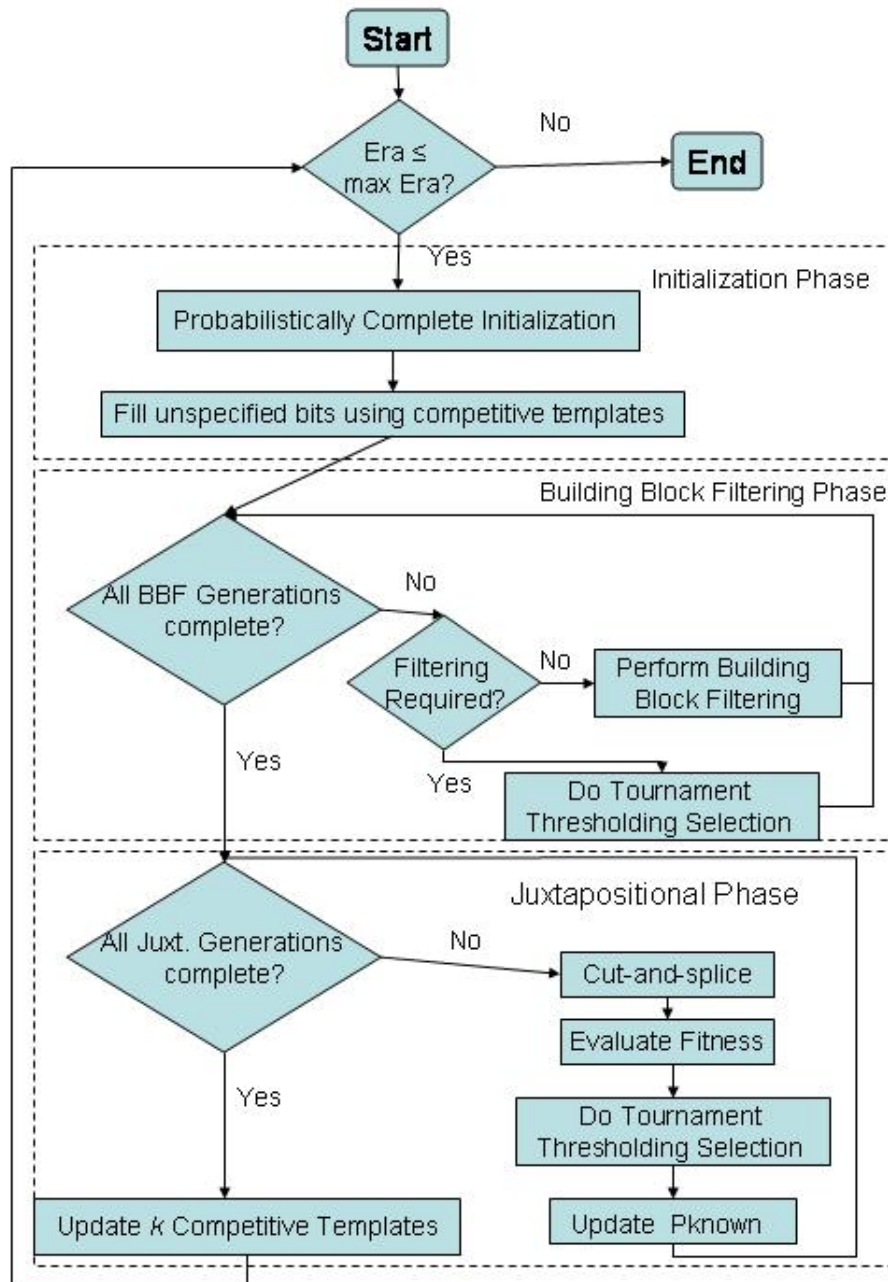 Start
No
Era ≤
max Era?
End
Yes
Initialization Phase
Probabilistically Complete Initialization
Fill unspecified bits using competitive templates
Building Block Filtering Phase
All BBF Generations
complete?
No
Filtering
Required?
No
Perform Building
Block Filtering
Yes
Yes
Do Tournament
Thresholding Selection
Juxtapositional Phase
All Juxt. Generations
complete?
No
Cut-and-splice
Evaluate Fitness
Yes
Do Tournament
Thresholding Selection
Update k Competitive Templates
Update Pknown